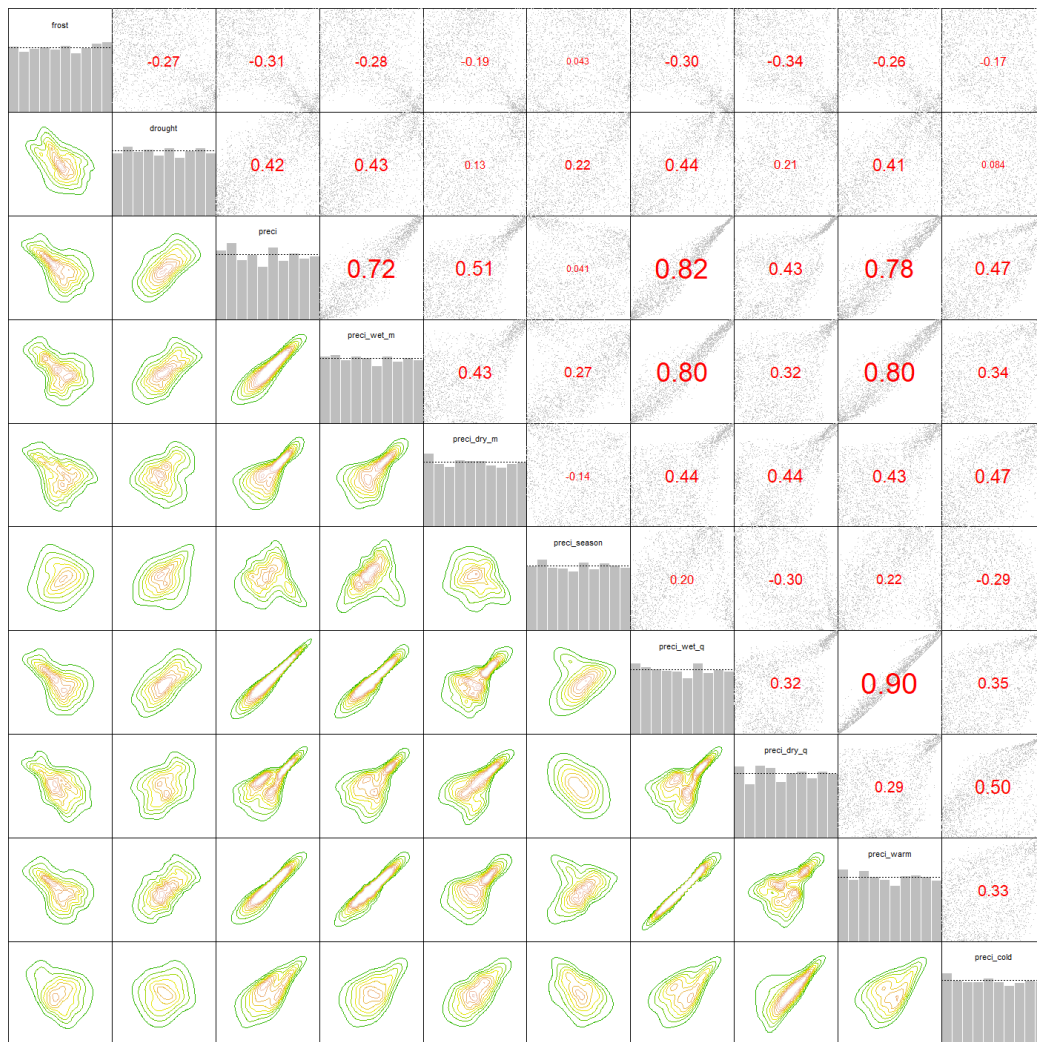 frost
-0.27 -0.31 -0.28 -0.19 0.043 -0.30 -0.34 -0.26 -0.17
drought
0.42 0.43 0.13 0.22 0.44 0.21 0.41 0.084
preci
0.72 0.51 0.041 0.82 0.43 0.78 0.47
preci_wet_m
0.43 0.27 0.80 0.32 0.80 0.34
preci_dry_m
-0.14 0.44 0.44 0.43 0.47
preci_season
0.20 -0.30 0.22 -0.29
preci_wet_q
0.32 0.90 0.35
preci_dry_q
0.29 0.50
preci_warm
0.33
preci_cold